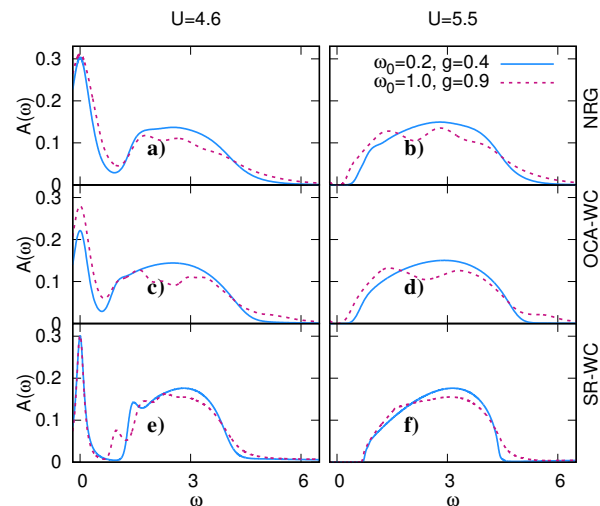 U=4.6
U=5.5
ω₀=0.2, g=0.4
ω₀=1.0, g=0.9
A(ω)
0.3
0.2
0.1
0
a)
b)
NRG
A(ω)
0.3
0.2
0.1
0
c)
d)
OCA-WC
A(ω)
0.3
0.2
0.1
0
e)
f)
SR-WC
0
3
6
0
3
6
ω
ω